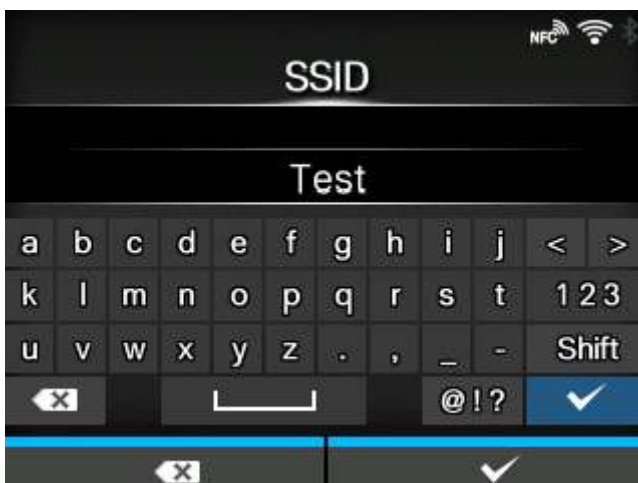 NFC
SSID
Test
a b c d e f g h i j < >
k l m n o p q r s t 123
u v w x y z . , _ - Shift
@!?